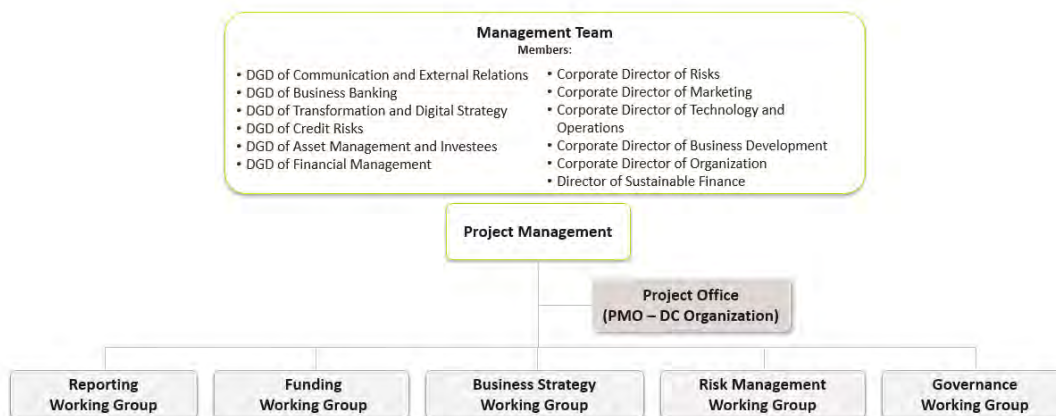 Management Team
Members:
• DGD of Communication and External Relations
• DGD of Business Banking
• DGD of Transformation and Digital Strategy
• DGD of Credit Risks
• DGD of Asset Management and Investees
• DGD of Financial Management
• Corporate Director of Risks
• Corporate Director of Marketing
• Corporate Director of Technology and
Operations
• Corporate Director of Business Development
• Corporate Director of Organization
• Director of Sustainable Finance
Project Management
Project Office
(PMO – DC Organization)
Reporting
Working Group
Funding
Working Group
Business Strategy
Working Group
Risk Management
Working Group
Governance
Working Group